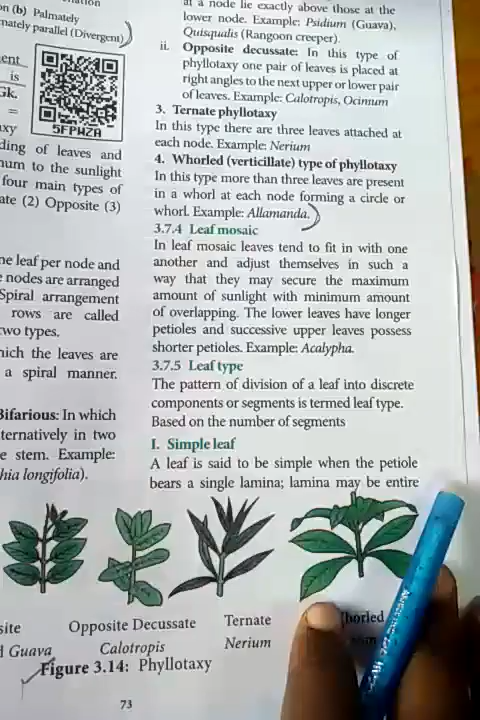 on (b) Palmately
parallel (Divergent)
is
Gk.
=
5FPWZA
ding of leaves and
num to the sunlight
four main types of
ate (2) Opposite (3)
leaf per node and
nodes are arranged
Spiral arrangement
rows are called
two types.
which the leaves are
a spiral manner.
Bifarious: In which
in two
stem. Example:
longifolia).
a node lie exactly above those at the
lower node. Example: Psidium (Guava),
Quisqualis (Rangoon creeper).
ii. Opposite decussate: In this type of
phyllotaxy one pair of leaves is placed at
right angles to the next upper or lower pair
of leaves. Example: Calotropis, Ocimum
3. Ternate phyllotaxy
In this type there are three leaves attached at
each node. Example: Nerium
4. Whorled (verticillate) type of phyllotaxy
In this type more than three leaves are present
in a whorl at each node forming a circle or
whorl. Example: Allamanda.
3.7.4 Leaf mosaic
In leaf mosaic leaves tend to fit in with one
another and adjust themselves in such a
way that they may secure the maximum
amount of sunlight with minimum amount
of overlapping. The lower leaves have longer
petioles and successive upper leaves possess
shorter petioles. Example: Acalypha.
3.7.5 Leaf type
The pattern of division of a leaf into discrete
components or segments is termed leaf type.
Based on the number of segments
I. Simple leaf
A leaf is said to be simple when the petiole
bears a single lamina; lamina may be entire
site Opposite Decussate Ternate horled
Guava Calotropis Nerium
Figure 3.14: Phyllotaxy
73